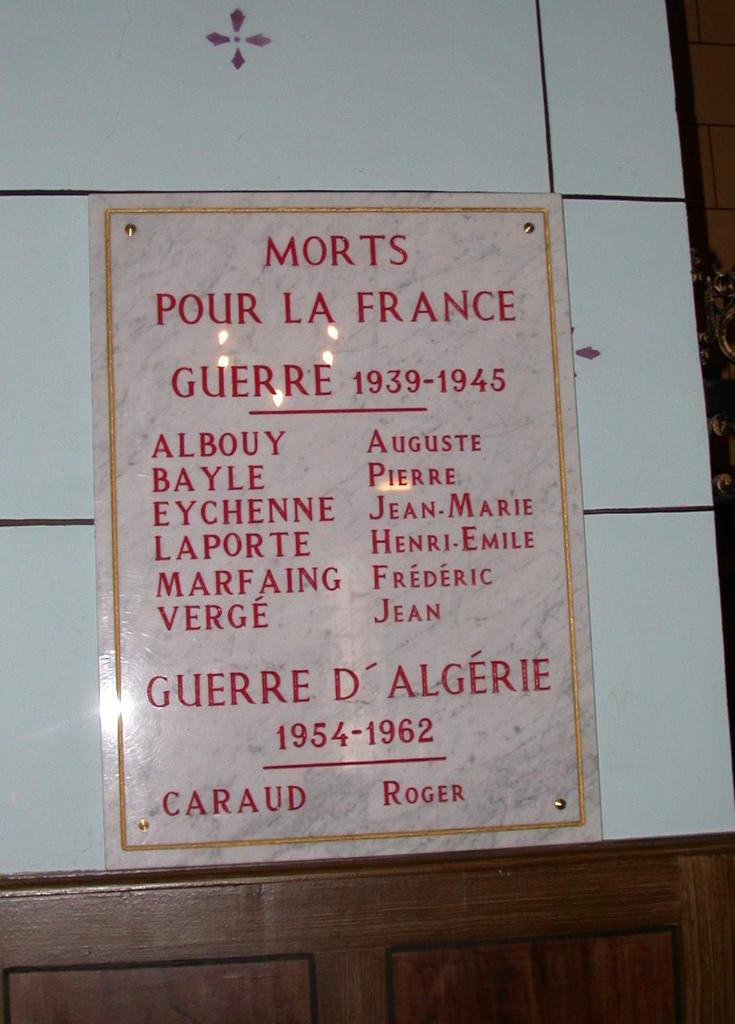 MORTS
POUR LA FRANCE
GUERRE 1939-1945
ALBOUY Auguste
BAYLE Pierre
EYCHENNE Jean-Marie
LAPORTE Henri-Emile
MARFAING Frédéric
VERGÉ Jean
GUERRE D´ALGÉRIE
1954-1962
CARAUD Roger